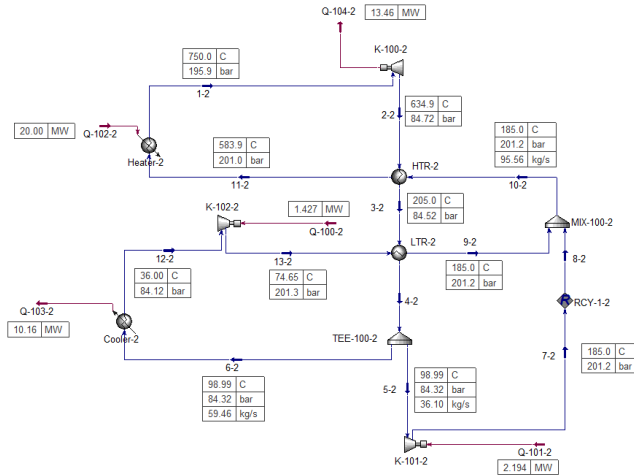 Q-104-2
13.46 MW
K-100-2
750.0 C
195.9 bar
1-2
634.9 C
84.72 bar
2-2
Q-102-2
20.00 MW
Heater-2
583.9 C
201.0 bar
11-2
HTR-2
185.0 C
201.2 bar
95.56 kg/s
10-2
3-2
205.0 C
84.52 bar
K-102-2
1.427 MW
Q-100-2
MIX-100-2
12-2
13-2
LTR-2
9-2
8-2
36.00 C
84.12 bar
74.65 C
201.3 bar
185.0 C
201.2 bar
Q-103-2
10.16 MW
Cooler-2
4-2
R
RCY-1-2
TEE-100-2
7-2
185.0 C
201.2 bar
6-2
98.99 C
84.32 bar
59.46 kg/s
5-2
98.99 C
84.32 bar
36.10 kg/s
K-101-2
Q-101-2
2.194 MW